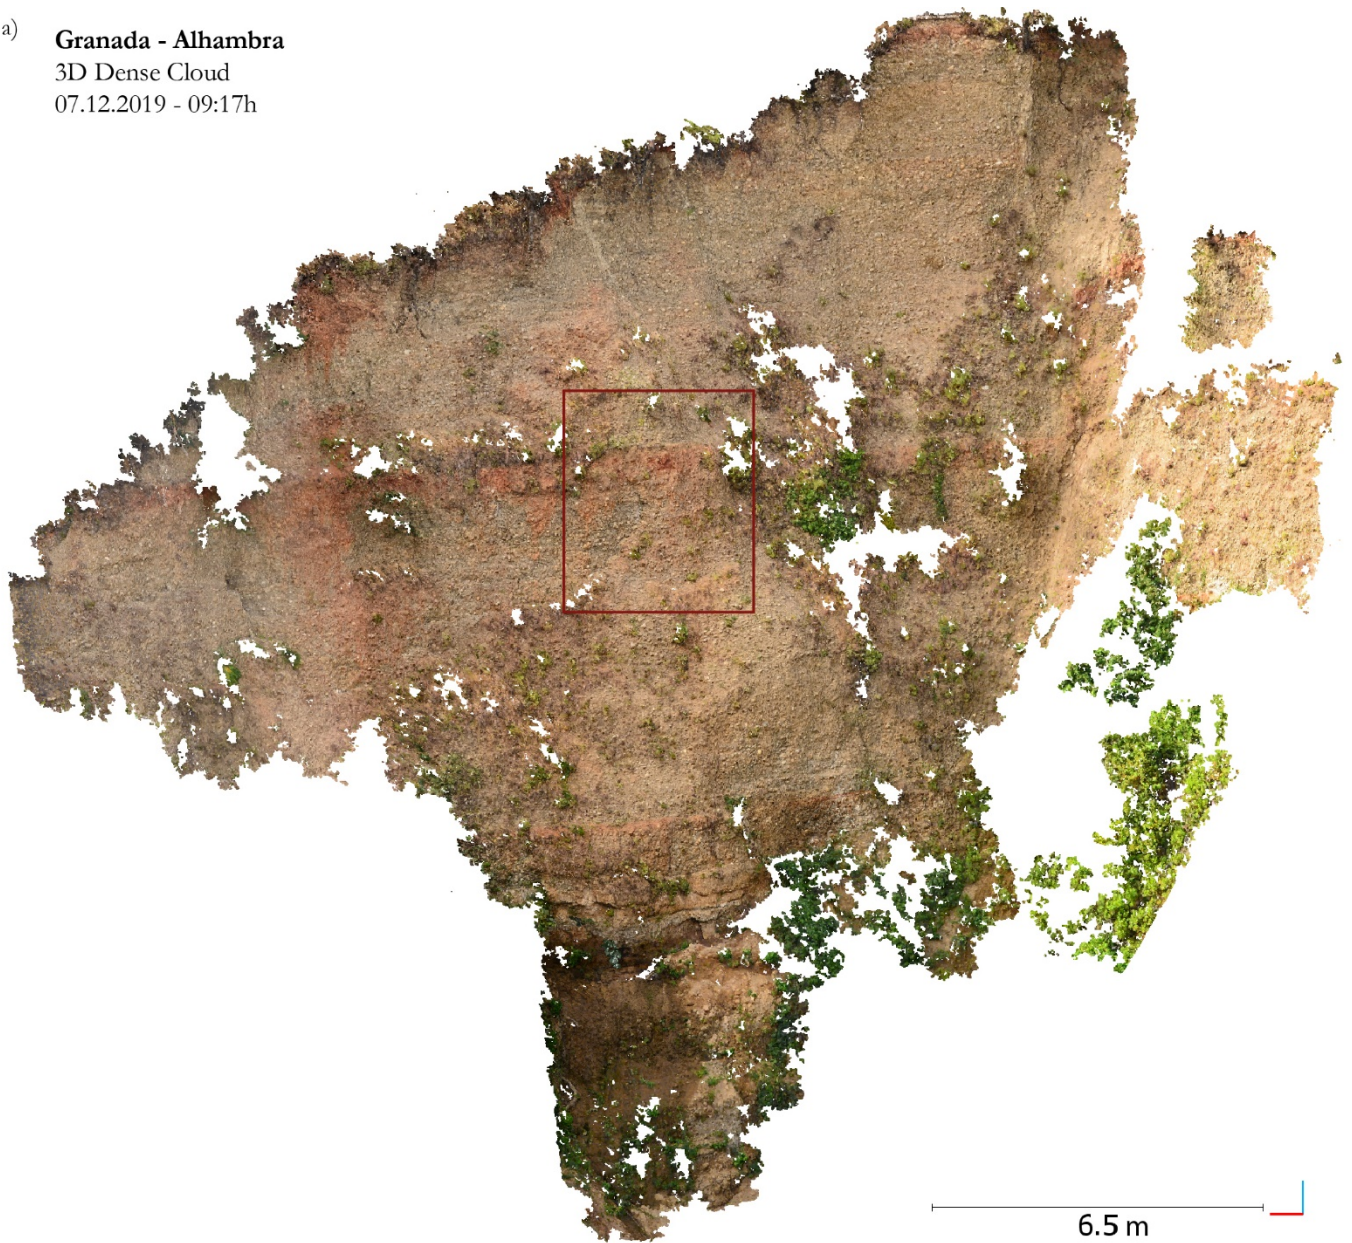 a)
Granada - Alhambra
3D Dense Cloud
07.12.2019 - 09:17h
6.5 m